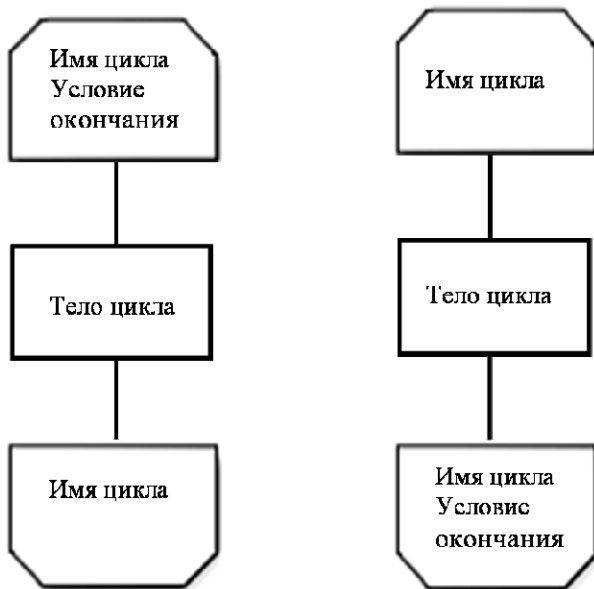 Имя цикла
Условие
окончания
Тело цикла
Имя цикла
Имя цикла
Тело цикла
Имя цикла
Условис
окончания